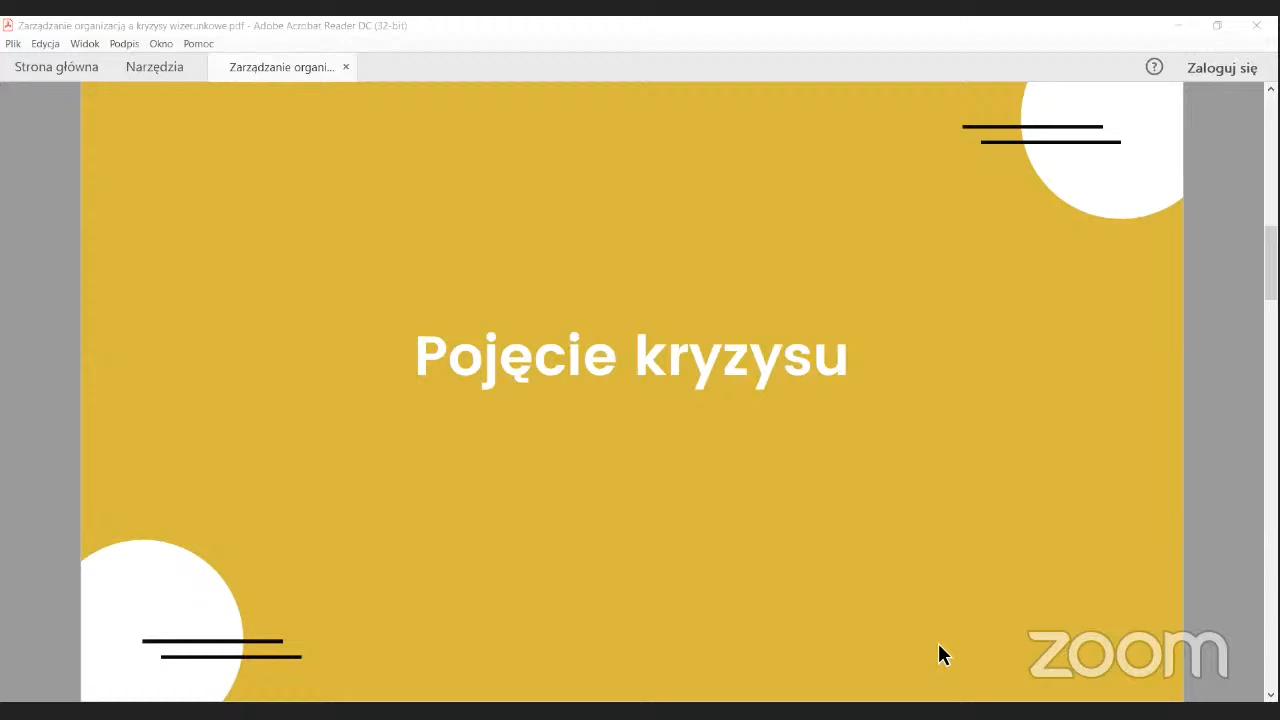 Zarządzanie organizacją a kryzysy wizerunkowe.pdf - Adobe Acrobat Reader DC (32-bit)
Plik Edycja Widok Podpis Okno Pomoc
Strona główna Narzędzia Zarządzanie organi... × ? Zaloguj się
Pojęcie kryzysu
zoom